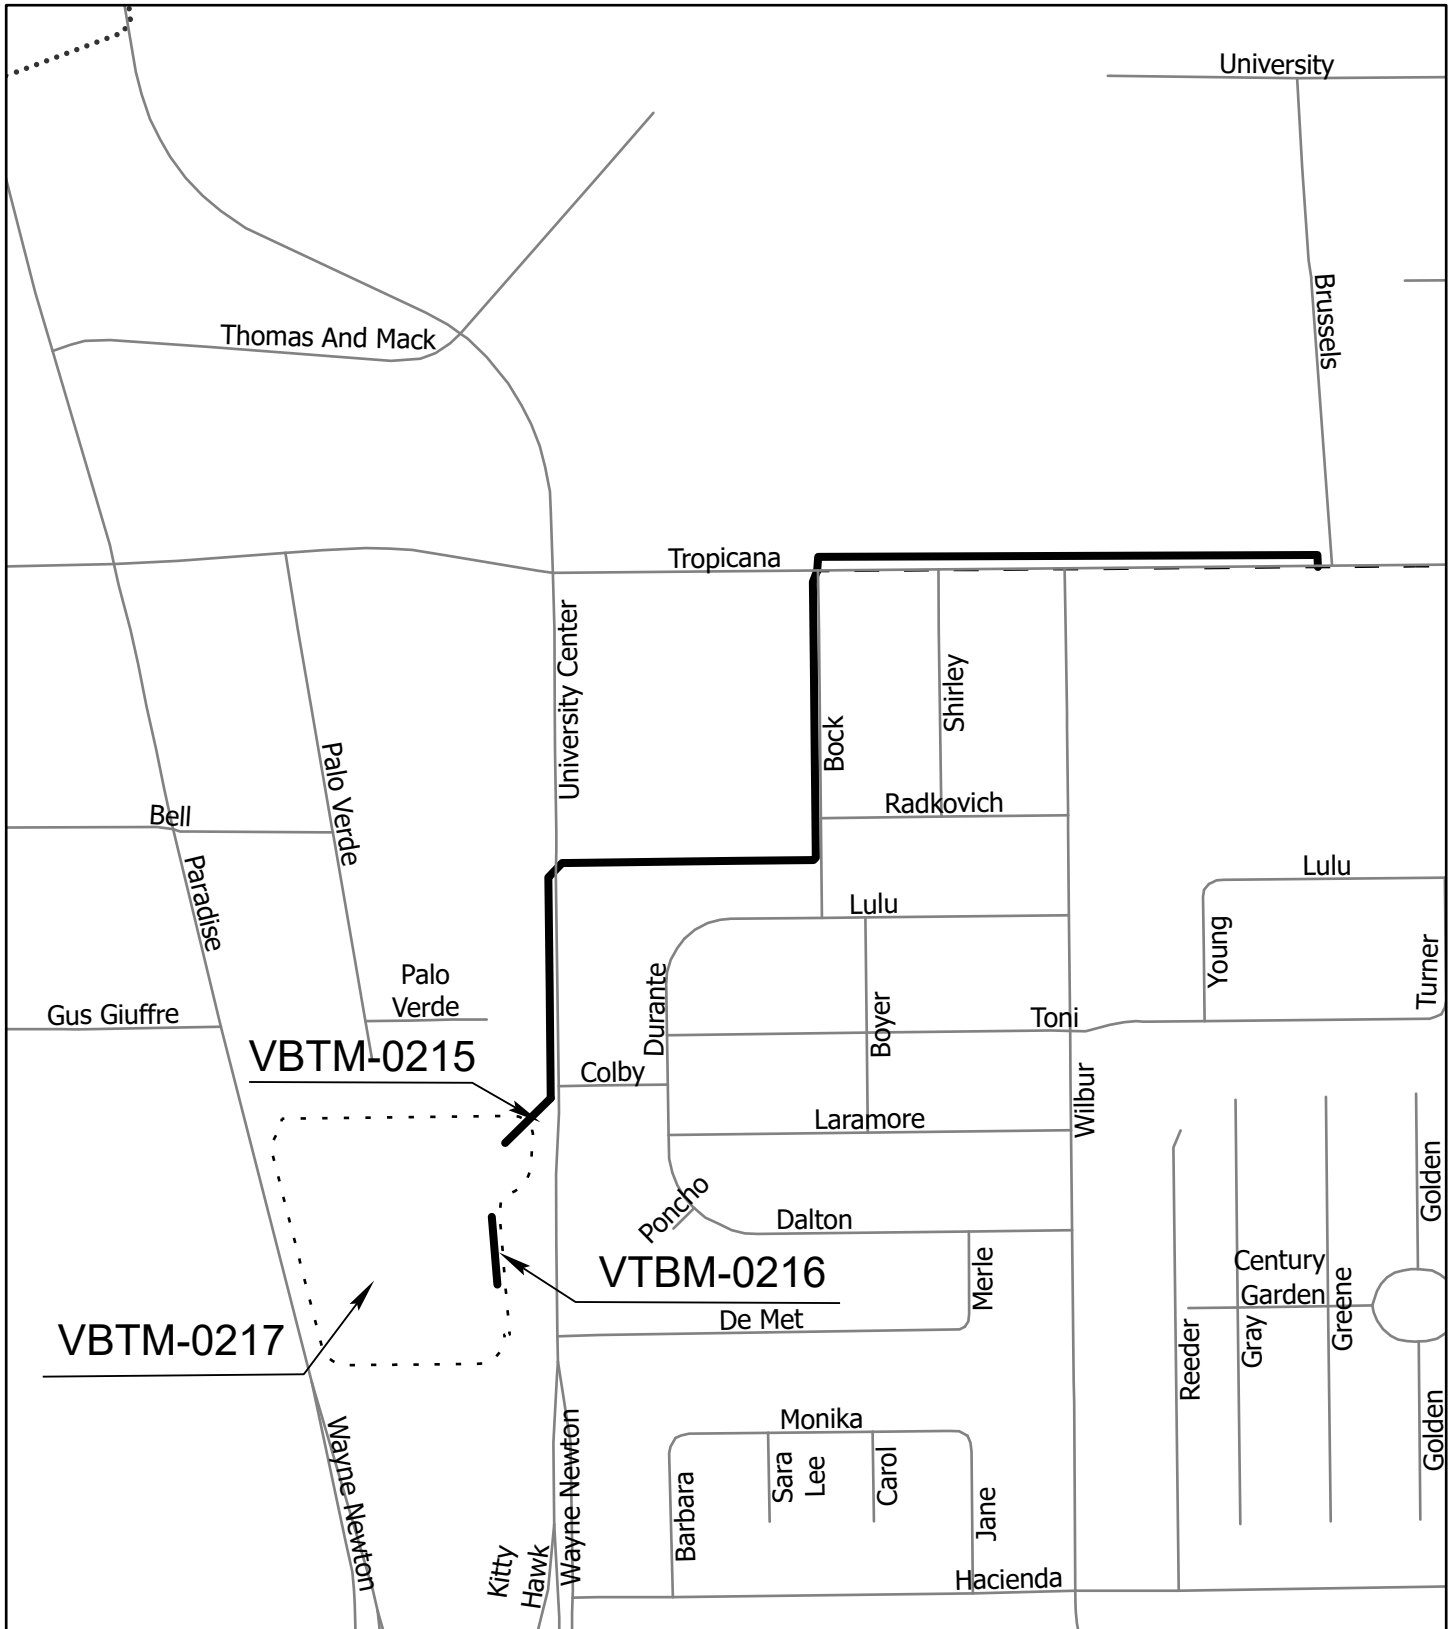 University
Brussels
Thomas And Mack
Tropicana
University Center
Shirley
Bock
Palo Verde
Radkovich
Bell
Paradise
Lulu
Lulu
Young
Turner
Palo
Verde
Durante
Gus Giuffre
Boyer
Toni
VBTM-0215
Colby
Wilbur
Laramore
Golden
Poncho
Dalton
Century
Garden
Merle
VTBM-0216
Greene
De Met
Gray
VBTM-0217
Reeder
Golden
Monika
Wayne Newton
Wayne Newton
Sara
Lee
Carol
Barbara
Jane
Kitty
Hawk
Hacienda